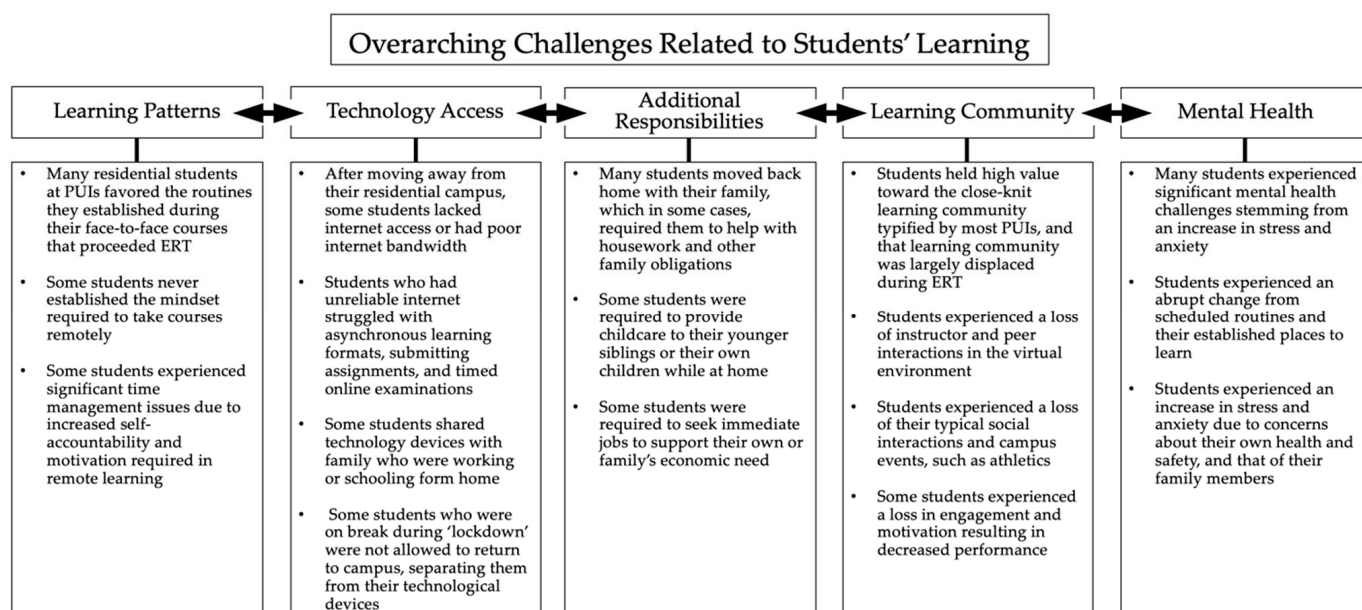 Overarching Challenges Related to Students' Learning
Learning Patterns
Technology Access
Additional
Responsibilities
Learning Community
Mental Health
• Many residential students
at PUIs favored the routines
they established during
their face-to-face courses
that proceeded ERT
• Some students never
established the mindset
required to take courses
remotely
• Some students experienced
significant time
management issues due to
increased self-
accountability and
motivation required in
remote learning
• After moving away from
their residential campus,
some students lacked
internet access or had poor
internet bandwidth
• Students who had
unreliable internet
struggled with
asynchronous learning
formats, submitting
assignments, and timed
online examinations
• Some students shared
technology devices with
family who were working
or schooling form home
• Some students who were
on break during ‘lockdown’
were not allowed to return
to campus, separating them
from their technological
devices
• Many students moved back
home with their family,
which in some cases,
required them to help with
housework and other
family obligations
• Some students were
required to provide
childcare to their younger
siblings or their own
children while at home
• Some students were
required to seek immediate
jobs to support their own or
family's economic need
• Students held high value
toward the close-knit
learning community
typified by most PUIs, and
that learning community
was largely displaced
during ERT
• Students experienced a loss
of instructor and peer
interactions in the virtual
environment
• Students experienced a loss
of their typical social
interactions and campus
events, such as athletics
• Some students experienced
a loss in engagement and
motivation resulting in
decreased performance
• Many students experienced
significant mental health
challenges stemming from
an increase in stress and
anxiety
• Students experienced an
abrupt change from
scheduled routines and
their established places to
learn
• Students experienced an
increase in stress and
anxiety due to concerns
about their own health and
safety, and that of their
family members